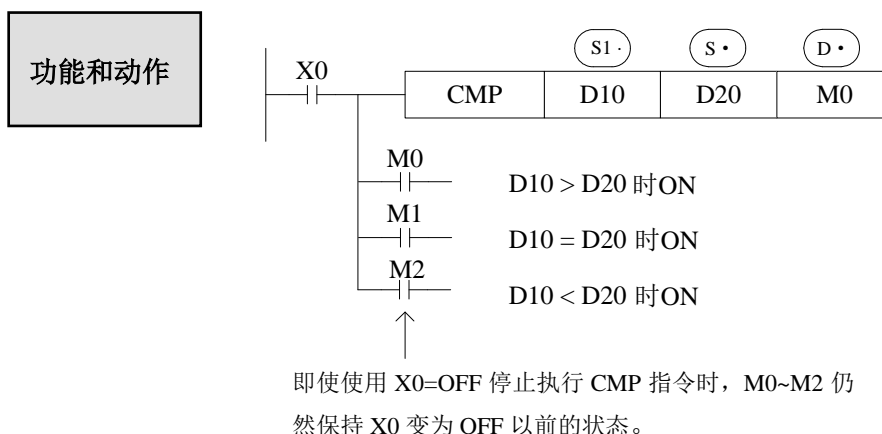 功能和动作
S1·
S·
D·
X0
CMP D10 D20 M0
M0
D10 > D20 时ON
M1
D10 = D20 时ON
M2
D10 < D20 时ON
即使使用 X0=OFF 停止执行 CMP 指令时，M0~M2 仍
然保持 X0 变为 OFF 以前的状态。